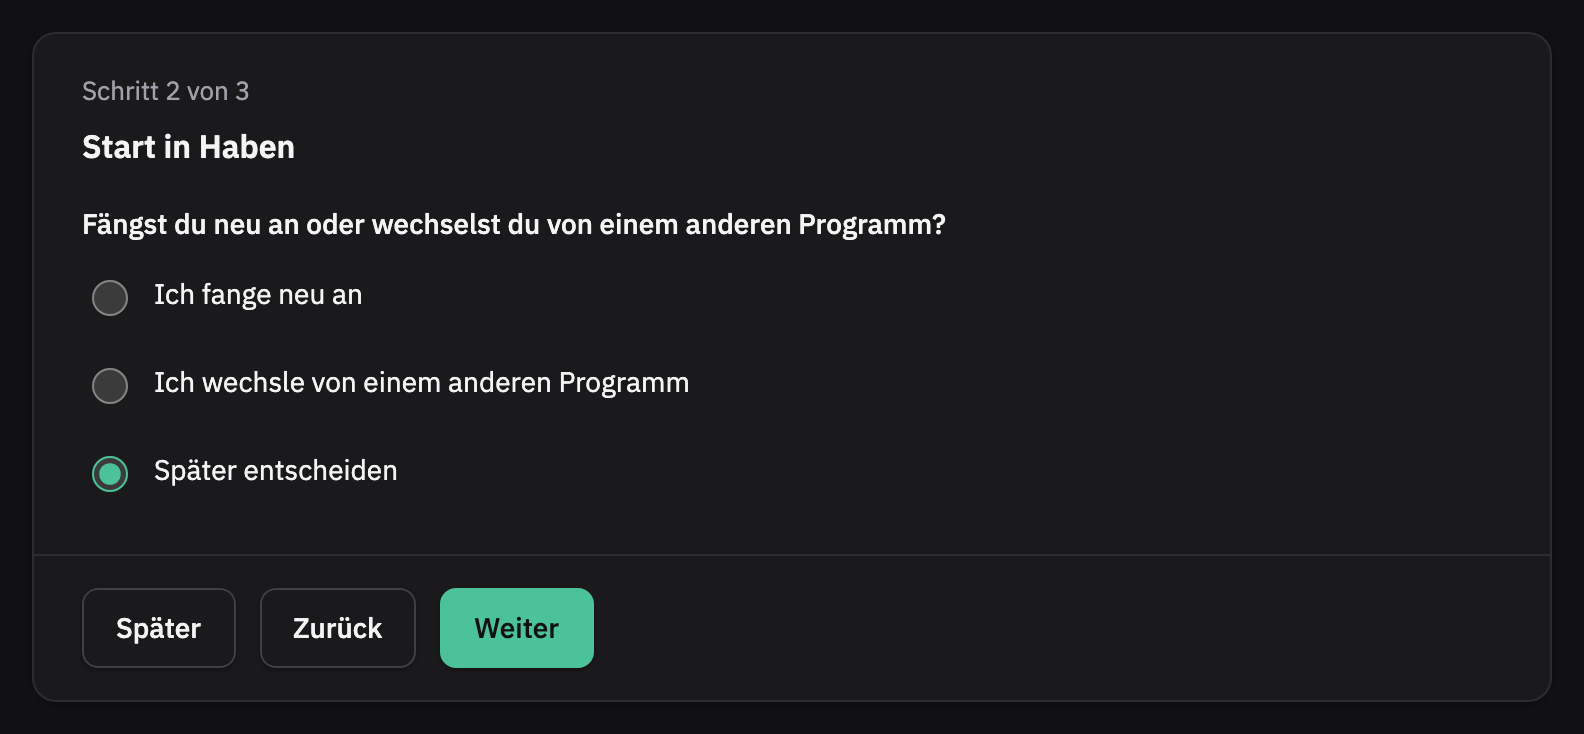 Schritt 2 von 3
Start in Haben
Fängst du neu an oder wechselst du von einem anderen Programm?
Ich fange neu an
Ich wechsle von einem anderen Programm
Später entscheiden
Später
Zurück
Weiter